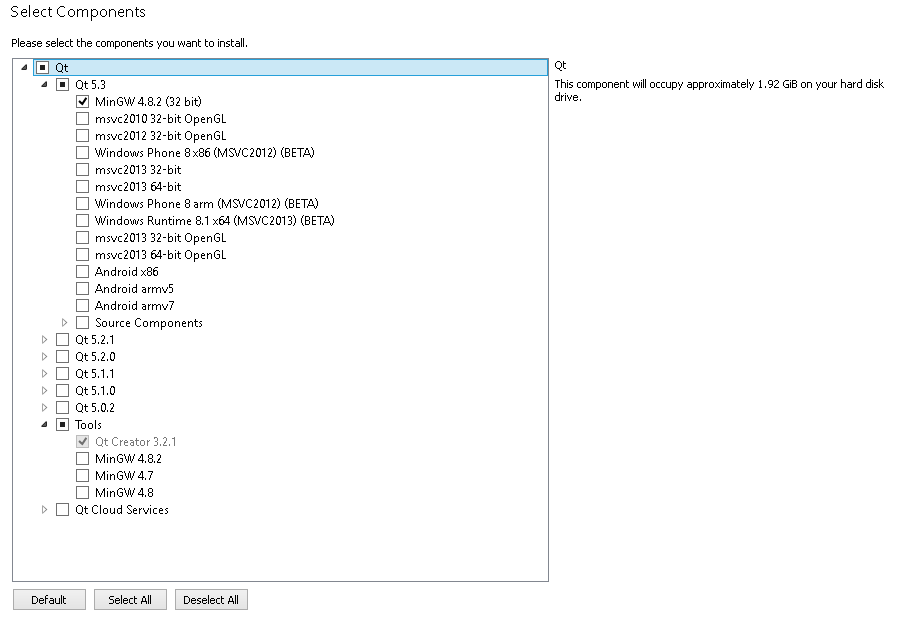 Select Components
Please select the components you want to install.
Qt
Qt 5.3
MinGW 4.8.2 (32 bit)
msvc2010 32-bit OpenGL
msvc2012 32-bit OpenGL
Windows Phone 8 x86 (MSVC2012) (BETA)
msvc2013 32-bit
msvc2013 64-bit
Windows Phone 8 arm (MSVC2012) (BETA)
Windows Runtime 8.1 x64 (MSVC2013) (BETA)
msvc2013 32-bit OpenGL
msvc2013 64-bit OpenGL
Android x86
Android armv5
Android armv7
Source Components
Qt 5.2.1
Qt 5.2.0
Qt 5.1.1
Qt 5.1.0
Qt 5.0.2
Tools
Qt Creator 3.2.1
MinGW 4.8.2
MinGW 4.7
MinGW 4.8
Qt Cloud Services
Qt
This component will occupy approximately 1.92 GiB on your hard disk
drive.
Default
Select All
Deselect All